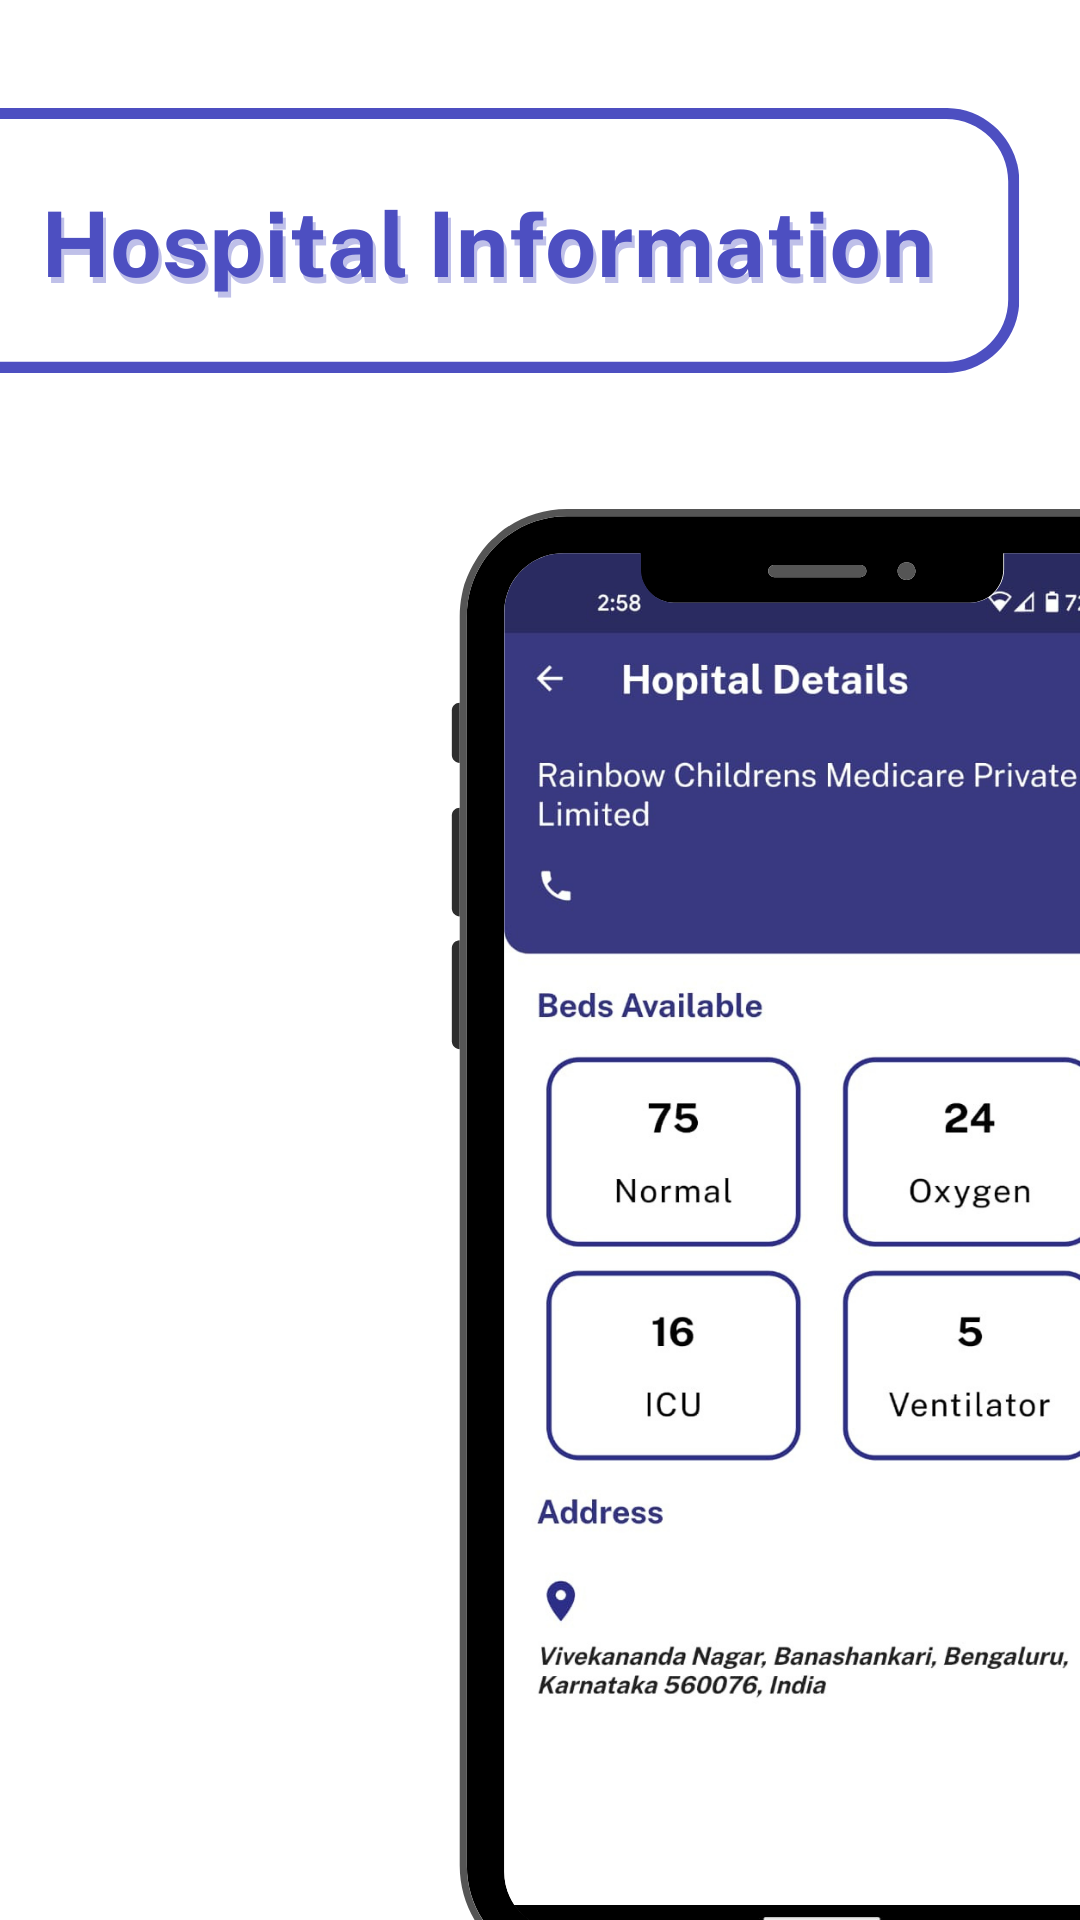 Hospital Information
2:58
Hopital Details
Rainbow Childrens Medicare Private
Limited
Beds Available
75
Normal
24
Oxygen
16
ICU
5
Ventilator
Address
Vivekananda Nagar, Banashankari, Bengaluru,
Karnataka 560076, India